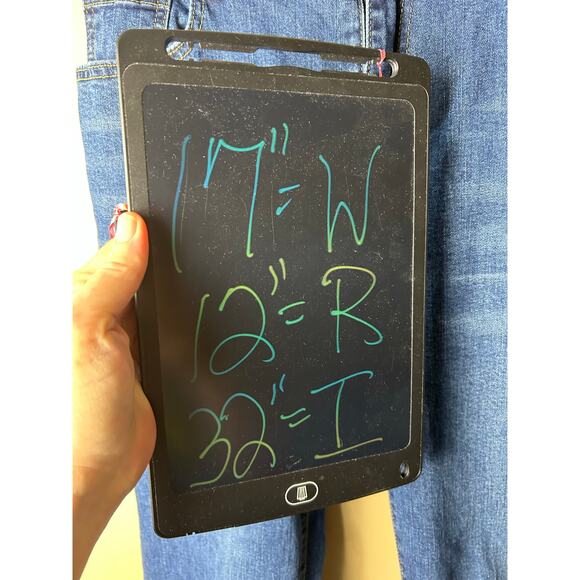 17" = W
12" = R
32" = I